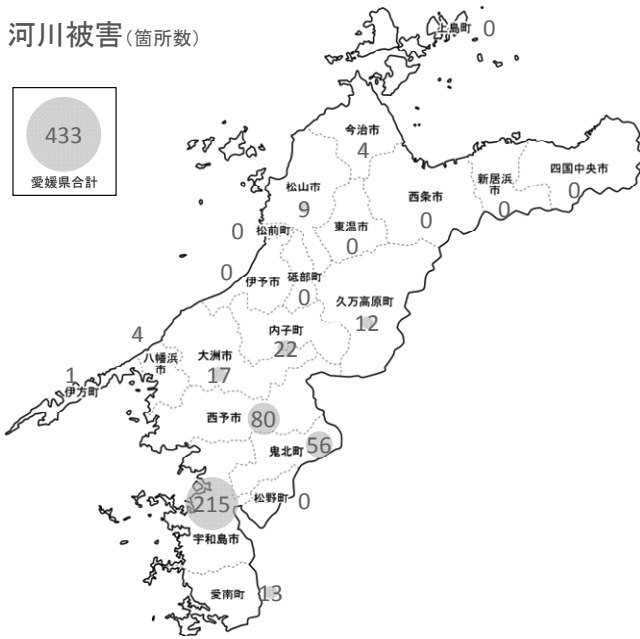 河川被害(箇所数)
433
愛媛県合計
上島町
0
今治市
4
四国中央市
0
新居浜
市
0
西条市
0
松山市
9
東温市
0
松前町
0
伊予市
0
砥部町
0
久万高原町
12
内子町
22
大洲市
17
八幡浜
市
4
伊方町
1
西予市
80
鬼北町
56
松野町
0
215
宇和島市
愛南町
13